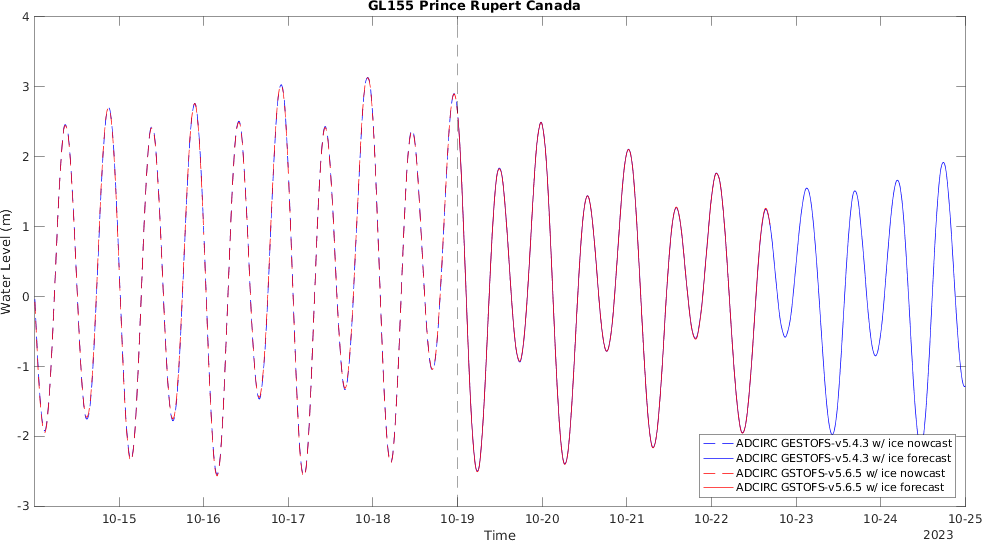 GL155 Prince Rupert Canada
4
3
2
1
0
-1
-2
-3
Water Level (m)
ADCIRC GESTOFS-v5.4.3 w/ ice nowcast
ADCIRC GESTOFS-v5.4.3 w/ ice forecast
ADCIRC GSTOFS-v5.6.5 w/ ice nowcast
ADCIRC GSTOFS-v5.6.5 w/ ice forecast
10-15 10-16 10-17 10-18 10-19 10-20 10-21 10-22 10-23 10-24 10-25
Time
2023